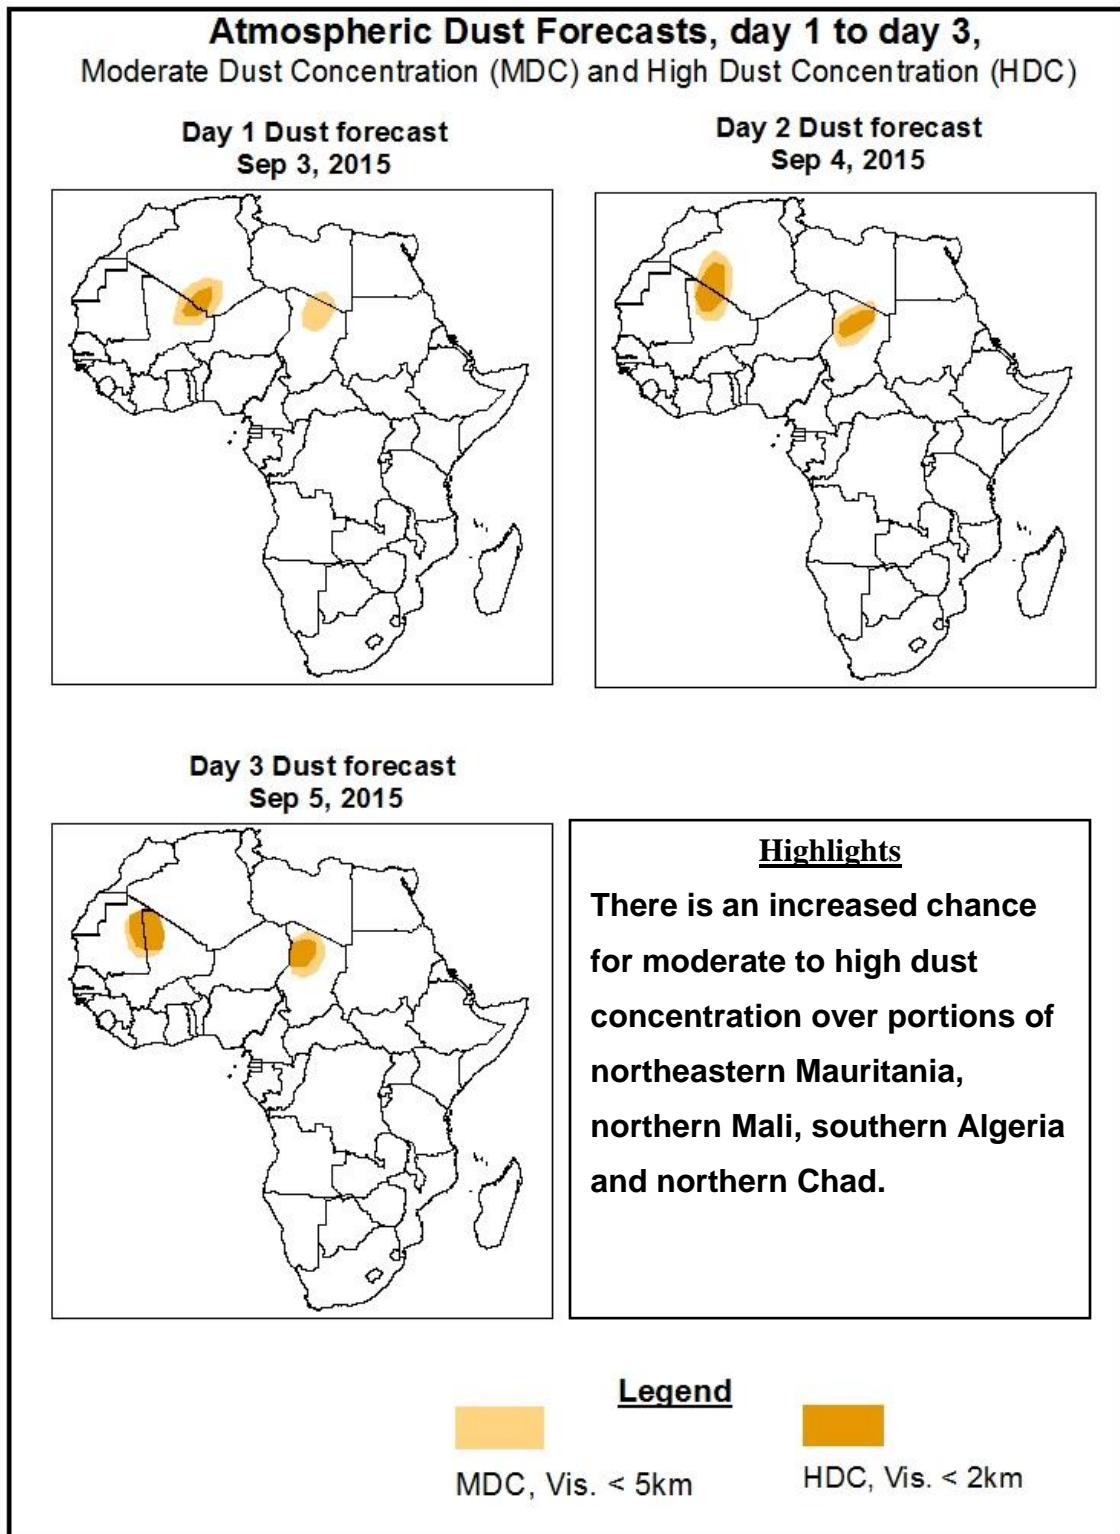 Atmospheric Dust Forecasts, day 1 to day 3,
Moderate Dust Concentration (MDC) and High Dust Concentration (HDC)
Day 1 Dust forecast
Sep 3, 2015
Day 2 Dust forecast
Sep 4, 2015
Day 3 Dust forecast
Sep 5, 2015
Highlights
There is an increased chance
for moderate to high dust
concentration over portions of
northeastern Mauritania,
northern Mali, southern Algeria
and northern Chad.
Legend
MDC, Vis. < 5km
HDC, Vis. < 2km